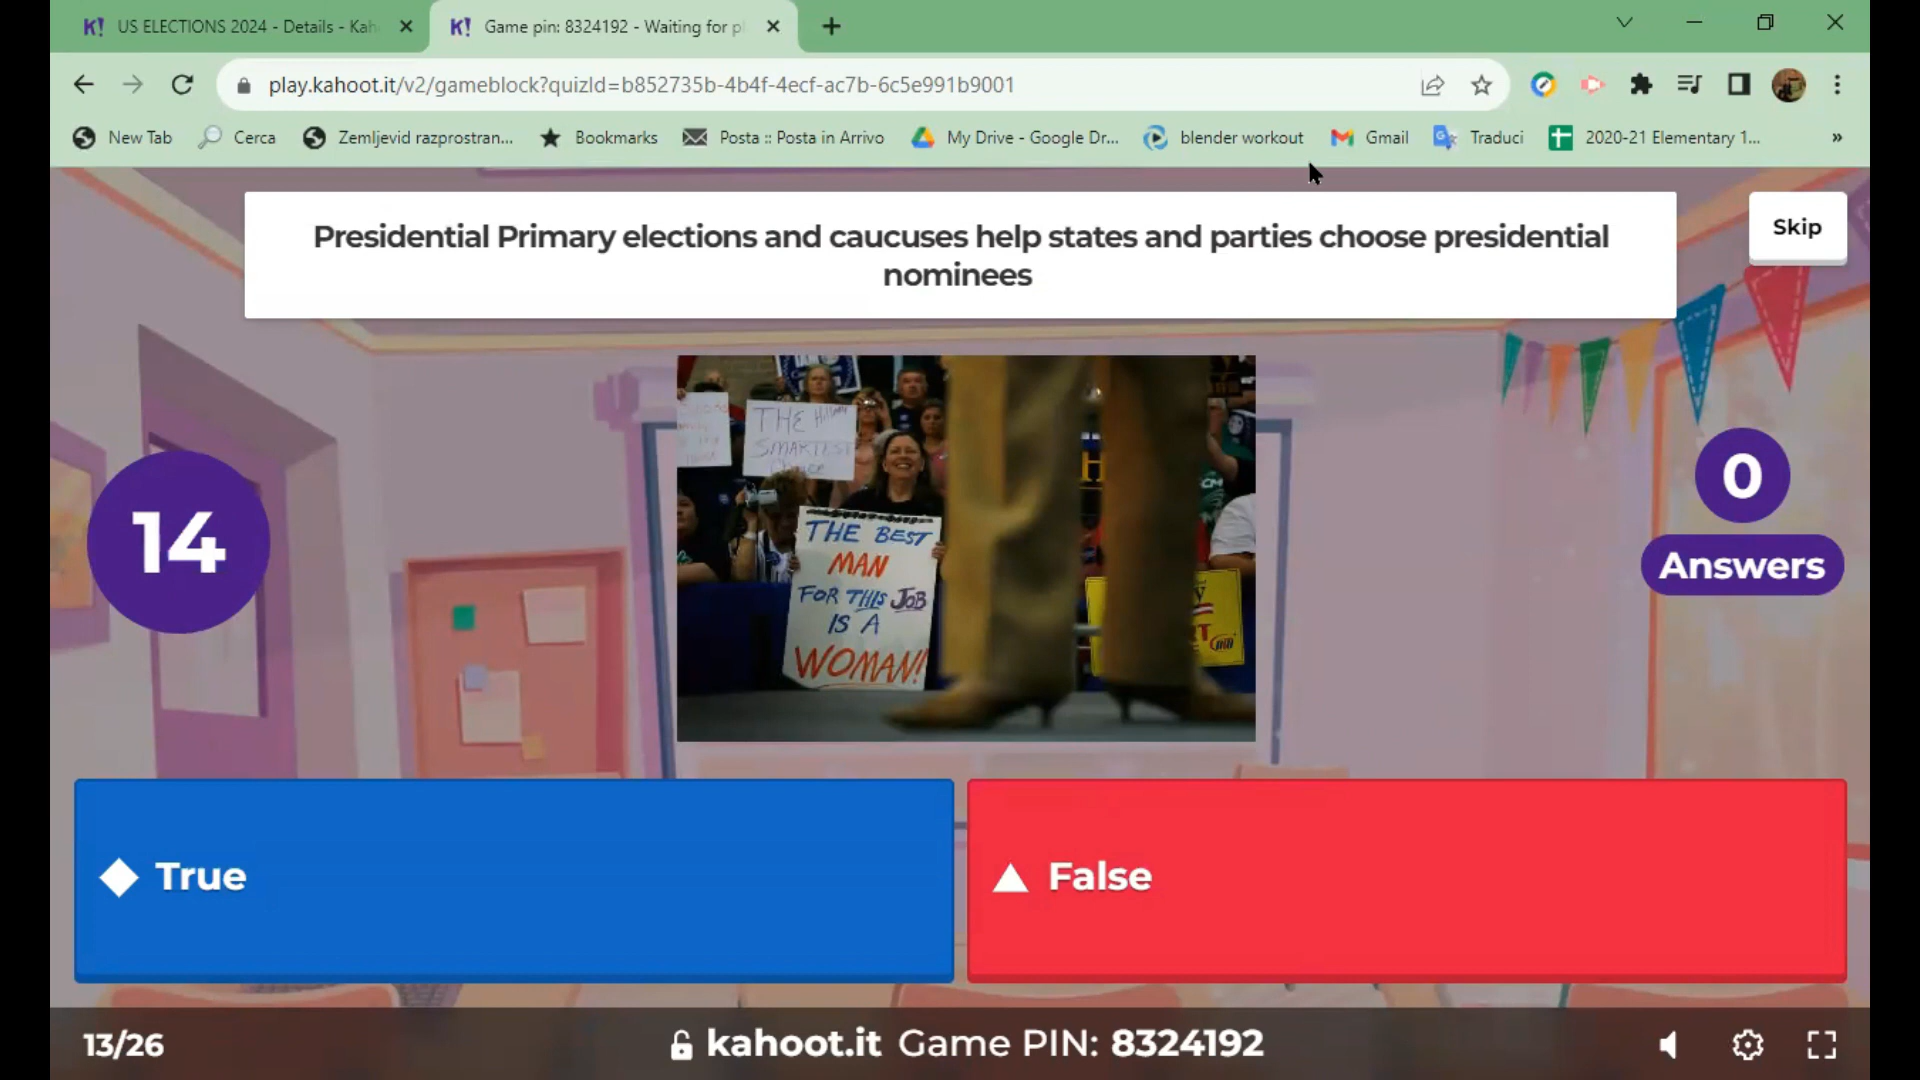 K! US ELECTIONS 2024 - Details - Kah
K! Game pin: 8324192 - Waiting for p
play.kahoot.it/v2/gameblock?quizId=b852735b-4b4f-4ecf-ac7b-6c5e991b9001
New Tab Cerca Zemljevid razprostran... Bookmarks Posta :: Posta in Arrivo My Drive - Google Dr... blender workout Gmail Traduci 2020-21 Elementary 1... »
Presidential Primary elections and caucuses help states and parties choose presidential
nominees
Skip
THE Hillary
SMARTEST
Choice
THE BEST
MAN
FOR THIS JOB
IS A
WOMAN!
H
CM
14
0
Answers
True
False
13/26
kahoot.it Game PIN: 8324192